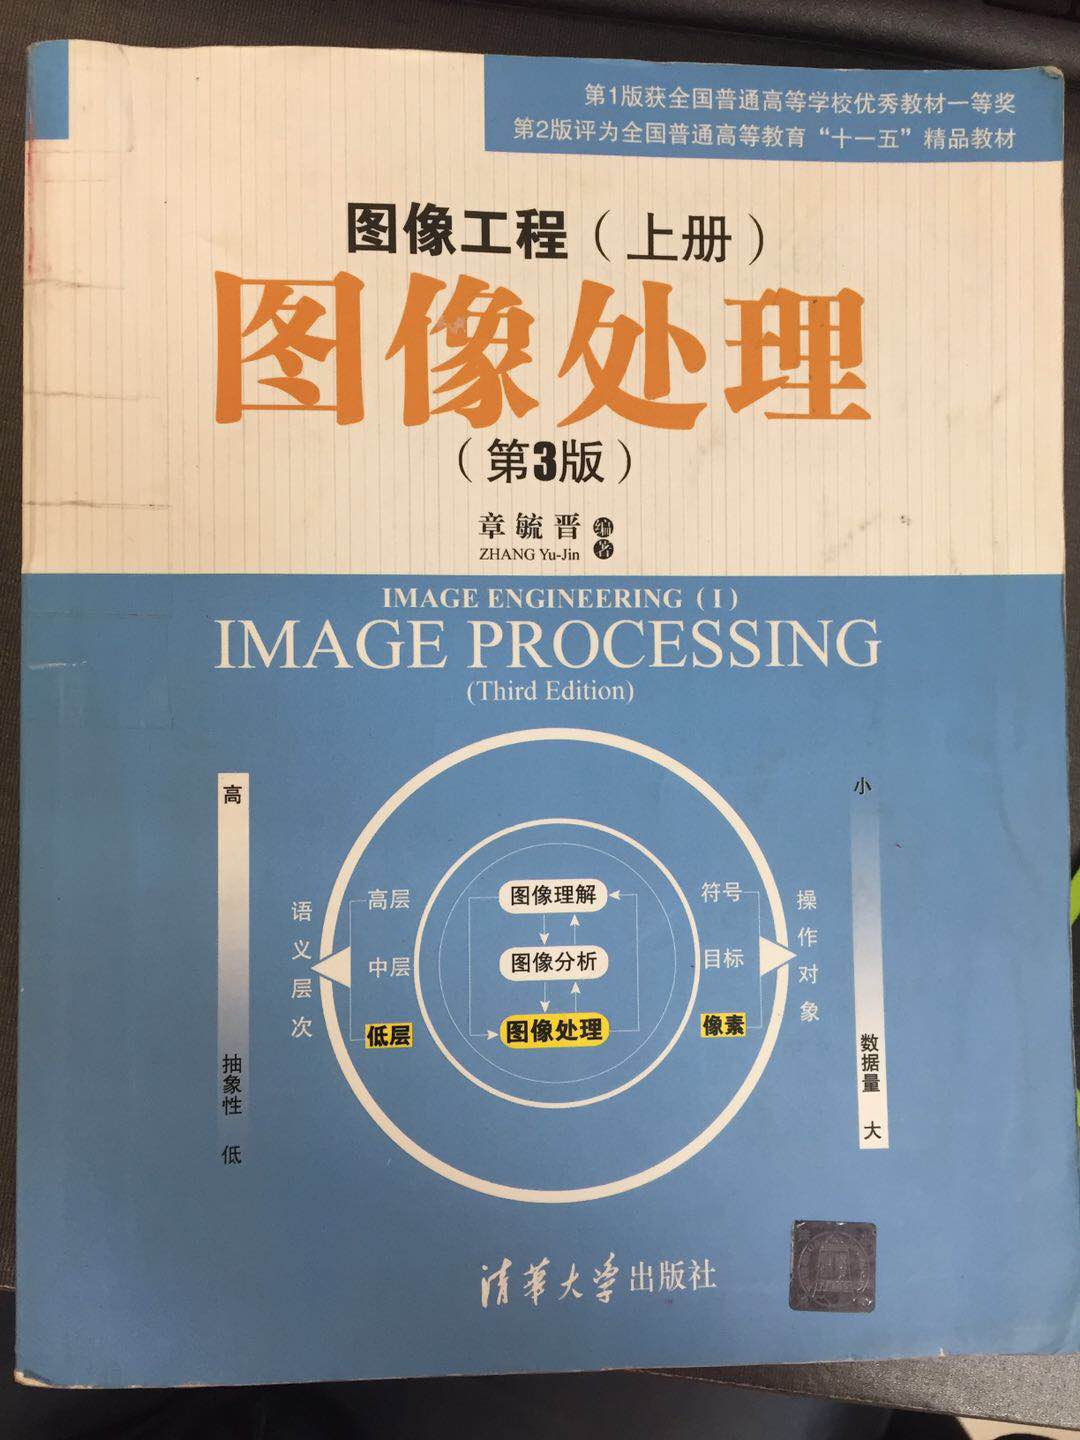 第1版获全国普通高等学校优秀教材一等奖
第2版评为全国普通高等教育“十一五”精品教材
图像工程（上册）
图像处理
（第3版）
章毓晋 编著
ZHANG Yu-Jin
IMAGE ENGINEERING (I)
IMAGE PROCESSING
(Third Edition)
高
抽象性
低
语义层次
高层
中层
低层
图像理解
图像分析
图像处理
符号
目标
像素
操作对象
小
数据量
大
清华大学出版社